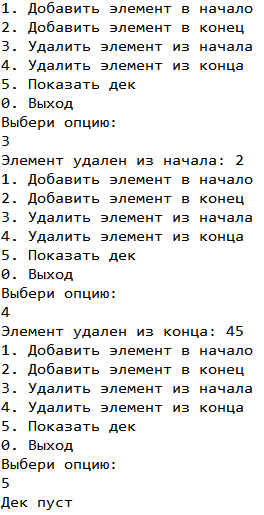 1. Добавить элемент в начало
2. Добавить элемент в конец
3. Удалить элемент из начала
4. Удалить элемент из конца
5. Показать дек
0. Выход
Выбери опцию:
3
Элемент удален из начала: 2
1. Добавить элемент в начало
2. Добавить элемент в конец
3. Удалить элемент из начала
4. Удалить элемент из конца
5. Показать дек
0. Выход
Выбери опцию:
4
Элемент удален из конца: 45
1. Добавить элемент в начало
2. Добавить элемент в конец
3. Удалить элемент из начала
4. Удалить элемент из конца
5. Показать дек
0. Выход
Выбери опцию:
5
Дек пуст